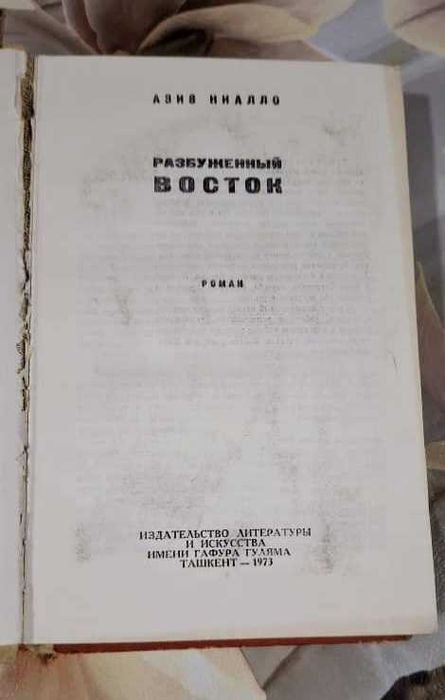 АЗИЗ НИАЛЛО
РАЗБУЖЕННЫЙ
ВОСТОК
РОМАН
ИЗДАТЕЛЬСТВО ЛИТЕРАТУРЫ
И ИСКУССТВА
ИМЕНИ ГАФУРА ГУЛЯМА
ТАШКЕНТ — 1973